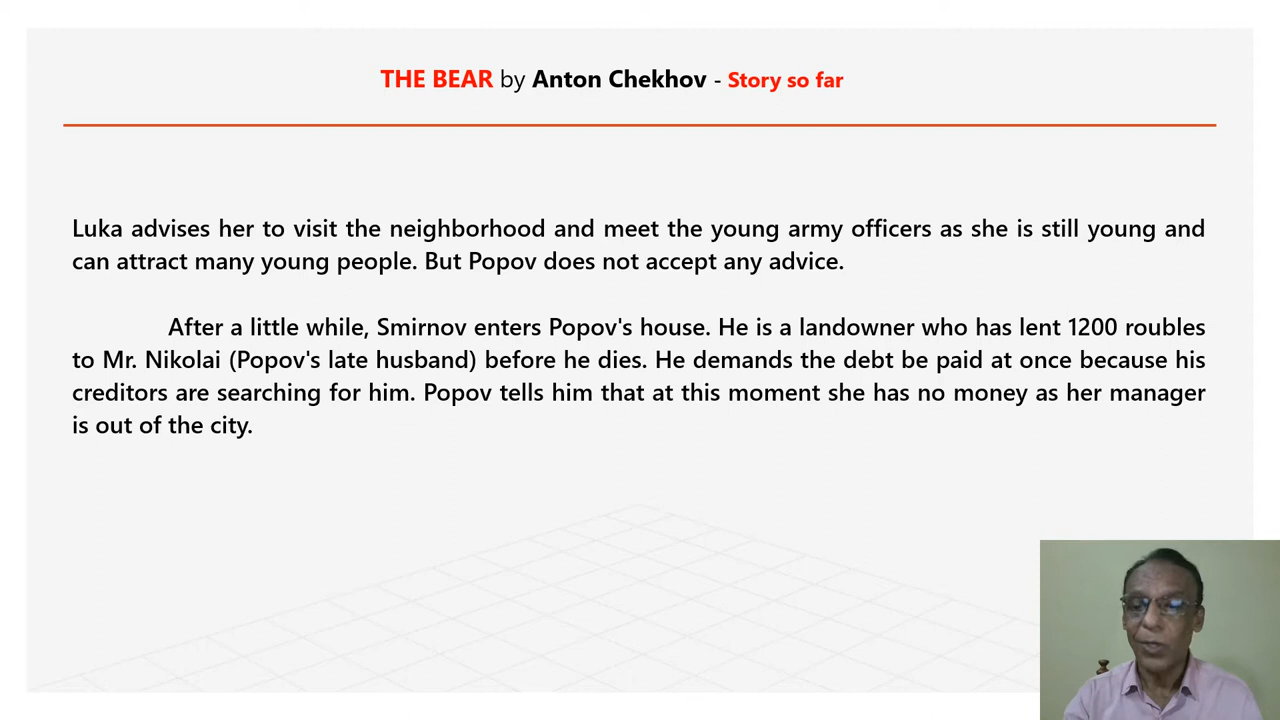 THE BEAR by Anton Chekhov - Story so far
Luka advises her to visit the neighborhood and meet the young army officers as she is still young and
can attract many young people. But Popov does not accept any advice.
After a little while, Smirnov enters Popov's house. He is a landowner who has lent 1200 roubles
to Mr. Nikolai (Popov's late husband) before he dies. He demands the debt be paid at once because his
creditors are searching for him. Popov tells him that at this moment she has no money as her manager
is out of the city.